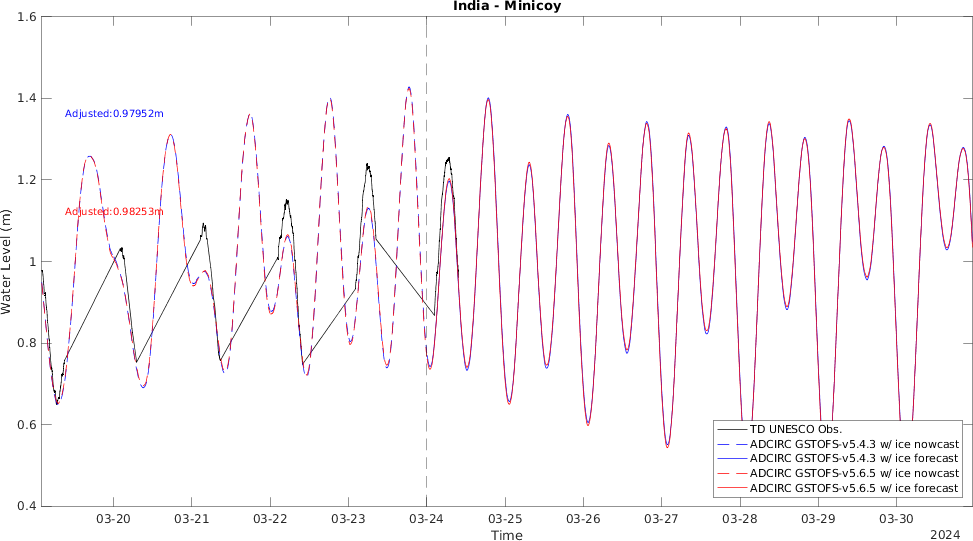 India - Minicoy
1.6
1.4
1.2
1
0.8
0.6
0.4
Water Level (m)
Adjusted:0.97952m
Adjusted:0.98253m
TD UNESCO Obs.
ADCIRC GSTOFS-v5.4.3 w/ ice nowcast
ADCIRC GSTOFS-v5.4.3 w/ ice forecast
ADCIRC GSTOFS-v5.6.5 w/ ice nowcast
ADCIRC GSTOFS-v5.6.5 w/ ice forecast
03-20 03-21 03-22 03-23 03-24 03-25 03-26 03-27 03-28 03-29 03-30
Time
2024